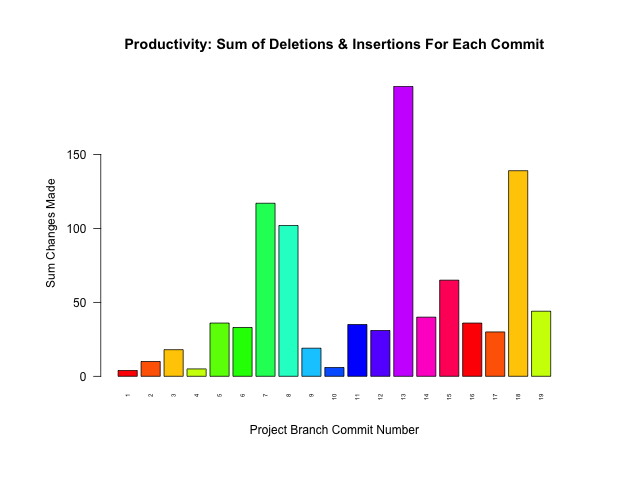 Productivity: Sum of Deletions & Insertions For Each Commit
150
100
50
0
Sum Changes Made
1 2 3 4 5 6 7 8 9 10 11 12 13 14 15 16 17 18 19
Project Branch Commit Number